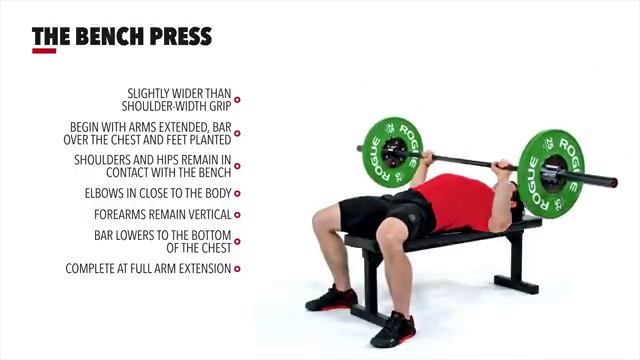 THE BENCH PRESS
SLIGHTLY WIDER THAN
SHOULDER-WIDTH GRIP
BEGIN WITH ARMS EXTENDED, BAR
OVER THE CHEST AND FEET PLANTED
SHOULDERS AND HIPS REMAIN IN
CONTACT WITH THE BENCH
ELBOWS IN CLOSE TO THE BODY
FOREARMS REMAIN VERTICAL
BAR LOWERS TO THE BOTTOM
OF THE CHEST
COMPLETE AT FULL ARM EXTENSION
ROGUE
ROGUE
25
ROGUE
ROGUE
25